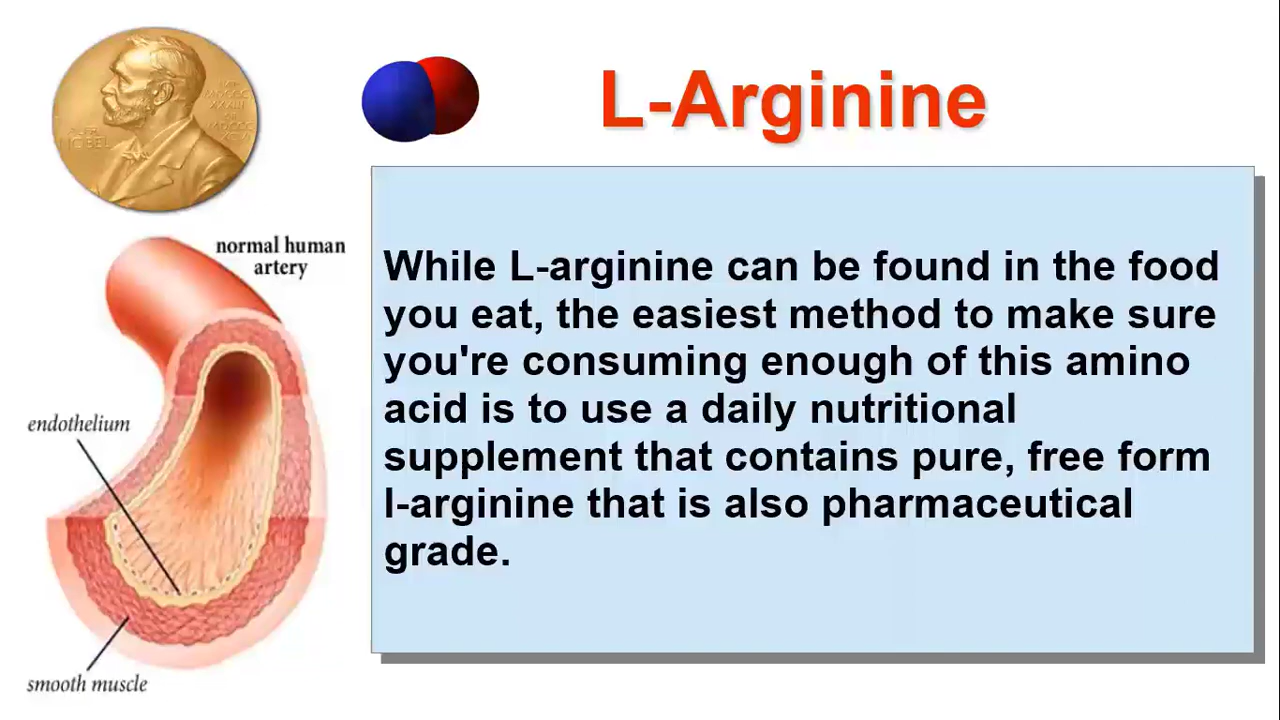 L-Arginine
normal human
artery
endothelium
smooth muscle
While L-arginine can be found in the food
you eat, the easiest method to make sure
you're consuming enough of this amino
acid is to use a daily nutritional
supplement that contains pure, free form
l-arginine that is also pharmaceutical
grade.